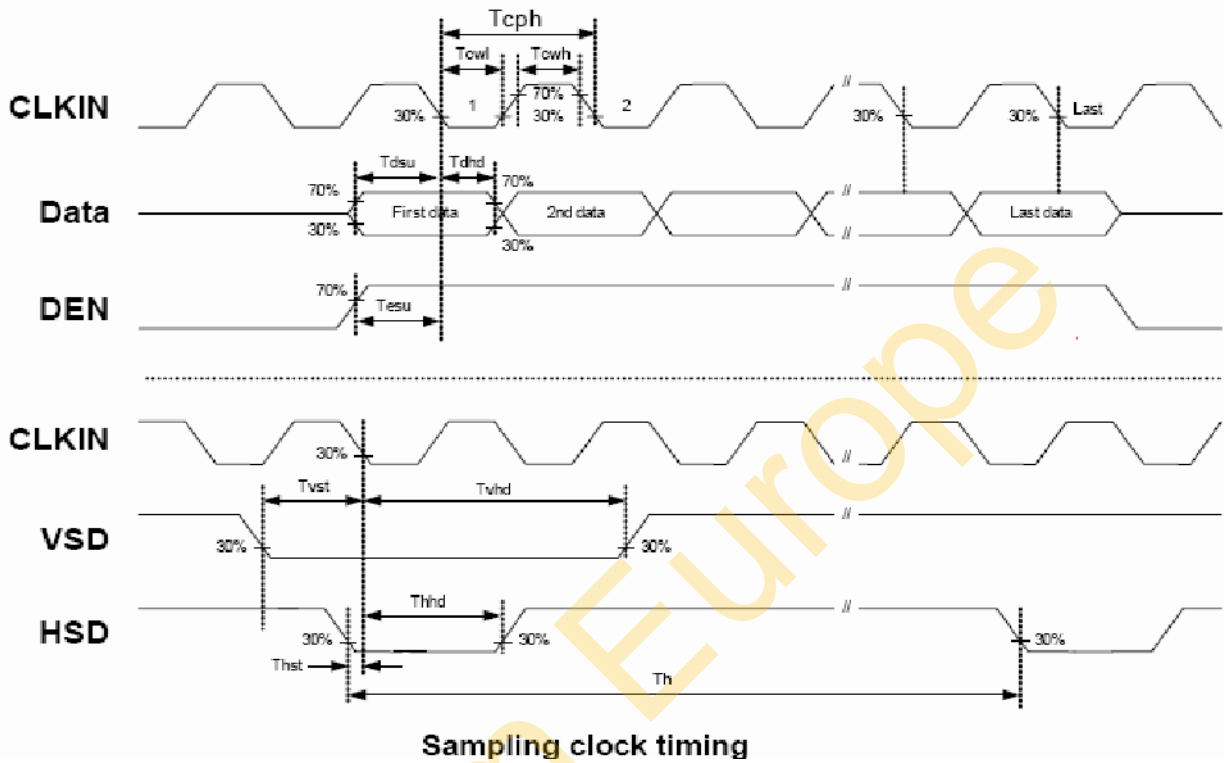 Tcph
Tcwl Tcwh
CLKIN 30% 1 70% 30% 2 30% 30% Last
Tdsu Tdhd
70% 70%
Data First data 2nd data // Last data
30% 30%
DEN 70% //
Tesu
CLKIN 30% //
Tvst Tvhd
VSD 30% 30% //
Thhd
HSD 30% 30% // 30%
Thst
Th
Sampling clock timing
n Europe